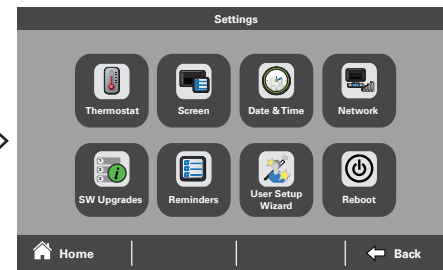 Settings
Thermostat
Screen
Date & Time
Network
SW Upgrades
Reminders
User Setup
Wizard
Reboot
Home
Back